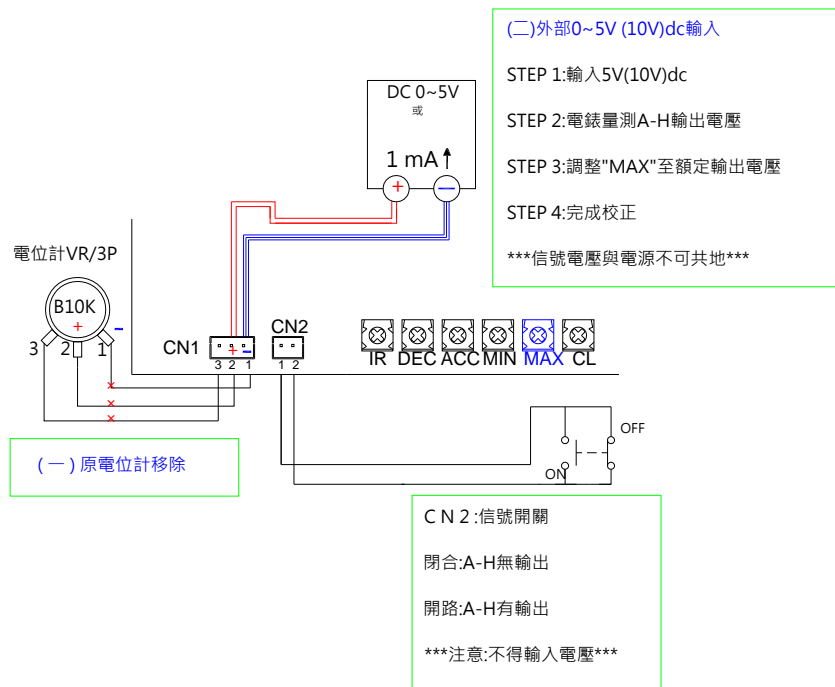 (二)外部0~5V (10V)dc輸入
STEP 1:輸入5V(10V)dc
STEP 2:電錶量測A-H輸出電壓
STEP 3:調整"MAX"至額定輸出電壓
STEP 4:完成校正
***信號電壓與電源不可共地***
DC 0~5V
或
1 mA↑
+ −
電位計VR/3P
B10K
+ -
3 2 1
CN1
+ -
3 2 1
CN2
1 2
IR DEC ACC MIN MAX CL
× × ×
(一)原電位計移除
OFF
ON
CN2:信號開關
閉合:A-H無輸出
開路:A-H有輸出
***注意:不得輸入電壓***